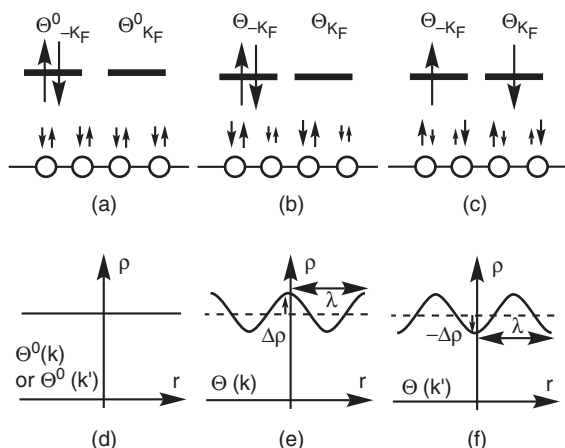 Θ⁰₋K_F Θ⁰K_F Θ₋K_F ΘK_F Θ₋K_F ΘK_F
(a) (b) (c)
ρ ρ ρ
λ λ
Δρ −Δρ
Θ⁰(k)
or Θ⁰ (k') r Θ (k) r Θ (k') r
(d) (e) (f)